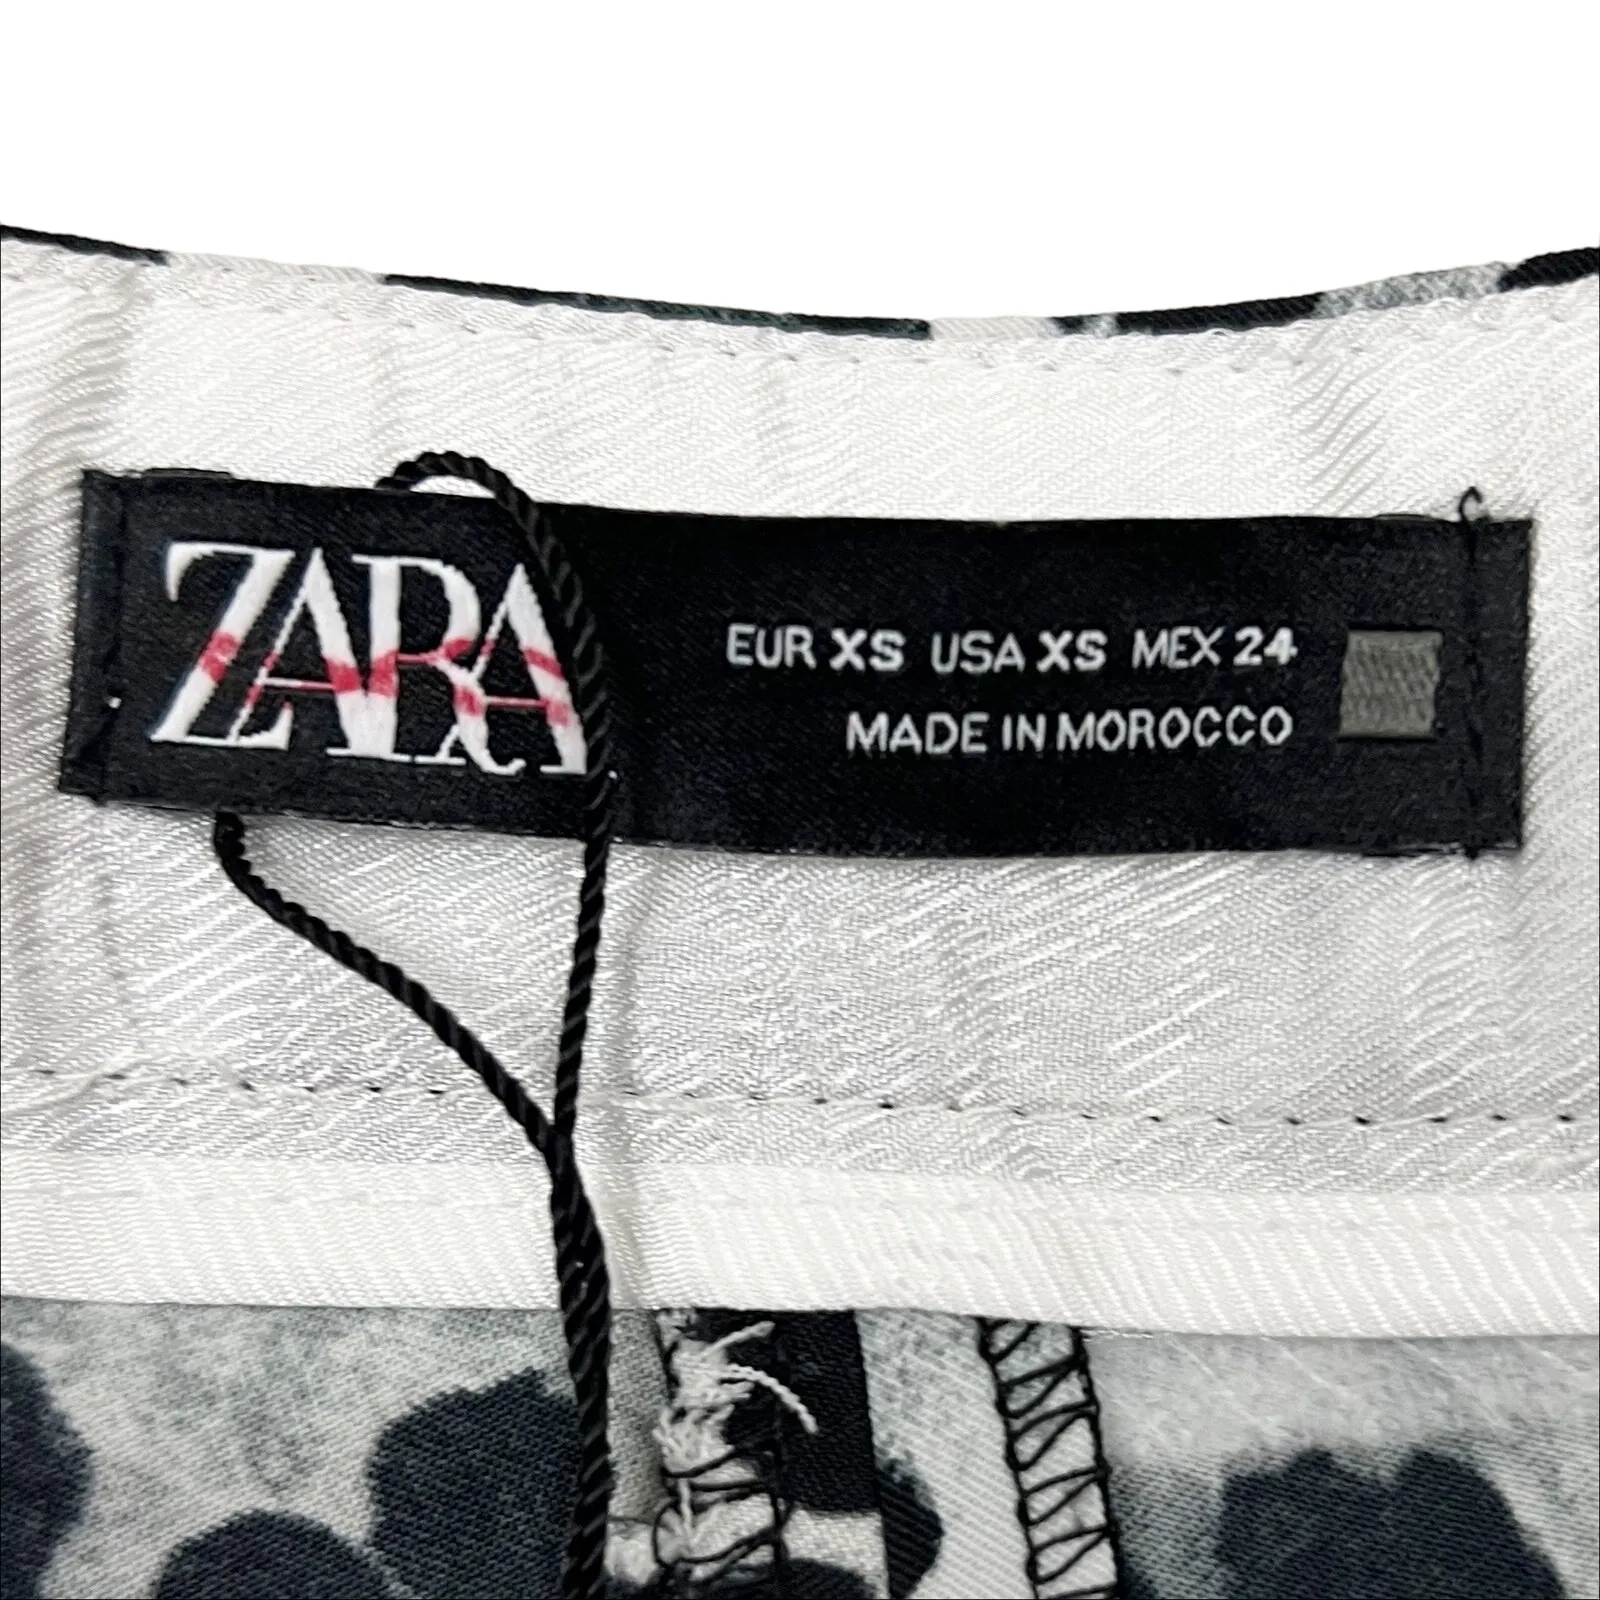 ZARA
EUR XS USA XS MEX 24
MADE IN MOROCCO